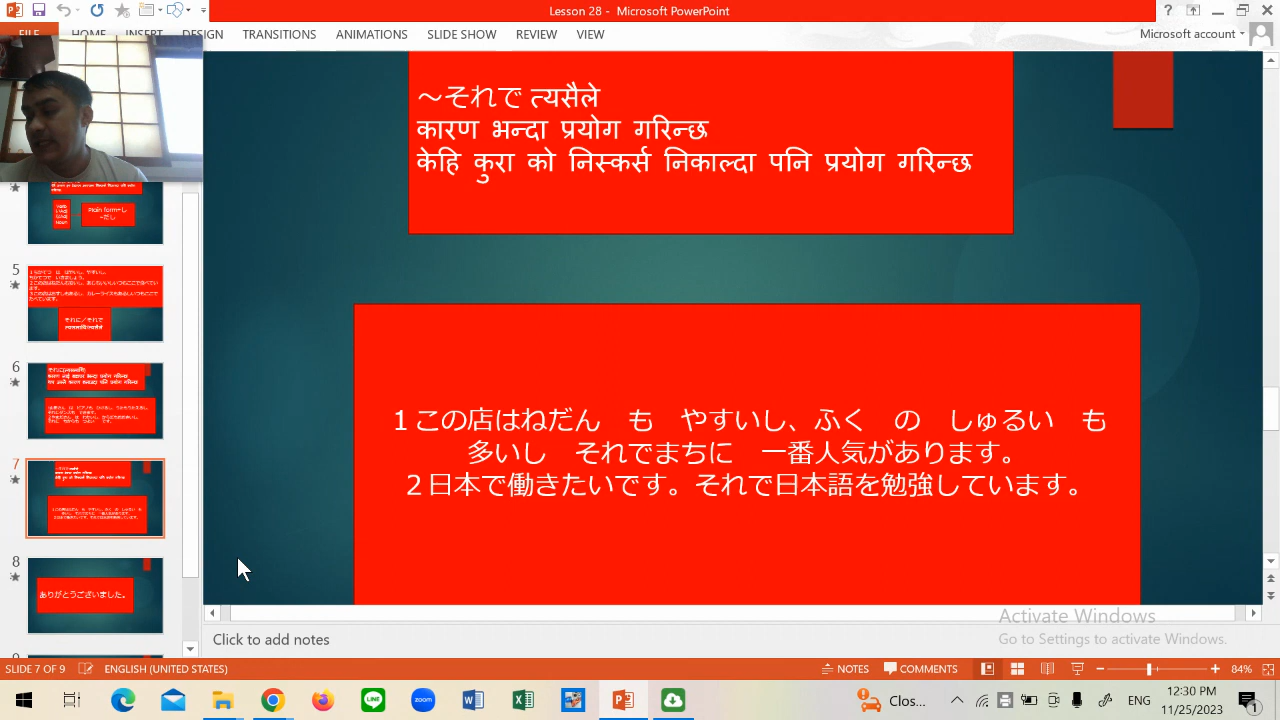 Lesson 28 - Microsoft PowerPoint
FILE HOME INSERT DESIGN TRANSITIONS ANIMATIONS SLIDE SHOW REVIEW VIEW
Microsoft account
～それで त्यसैले
कारण भन्दा प्रयोग गरिन्छ
केहि कुरा को निस्कर्स निकाल्दा पनि प्रयोग गरिन्छ
１この店はねだん　も　やすいし、ふく　の　しゅるい　も
多いし　それでまちに　一番人気があります。
２日本で働きたいです。それで日本語を勉強しています。
Plain form+し
~だし
5
それに／それで
6
7
8
ありがとうございました。
Activate Windows
Go to Settings to activate Windows.
Click to add notes
SLIDE 7 OF 9 ENGLISH (UNITED STATES) NOTES COMMENTS 84%
LINE zoom Clos... ENG 12:30 PM
11/25/2023